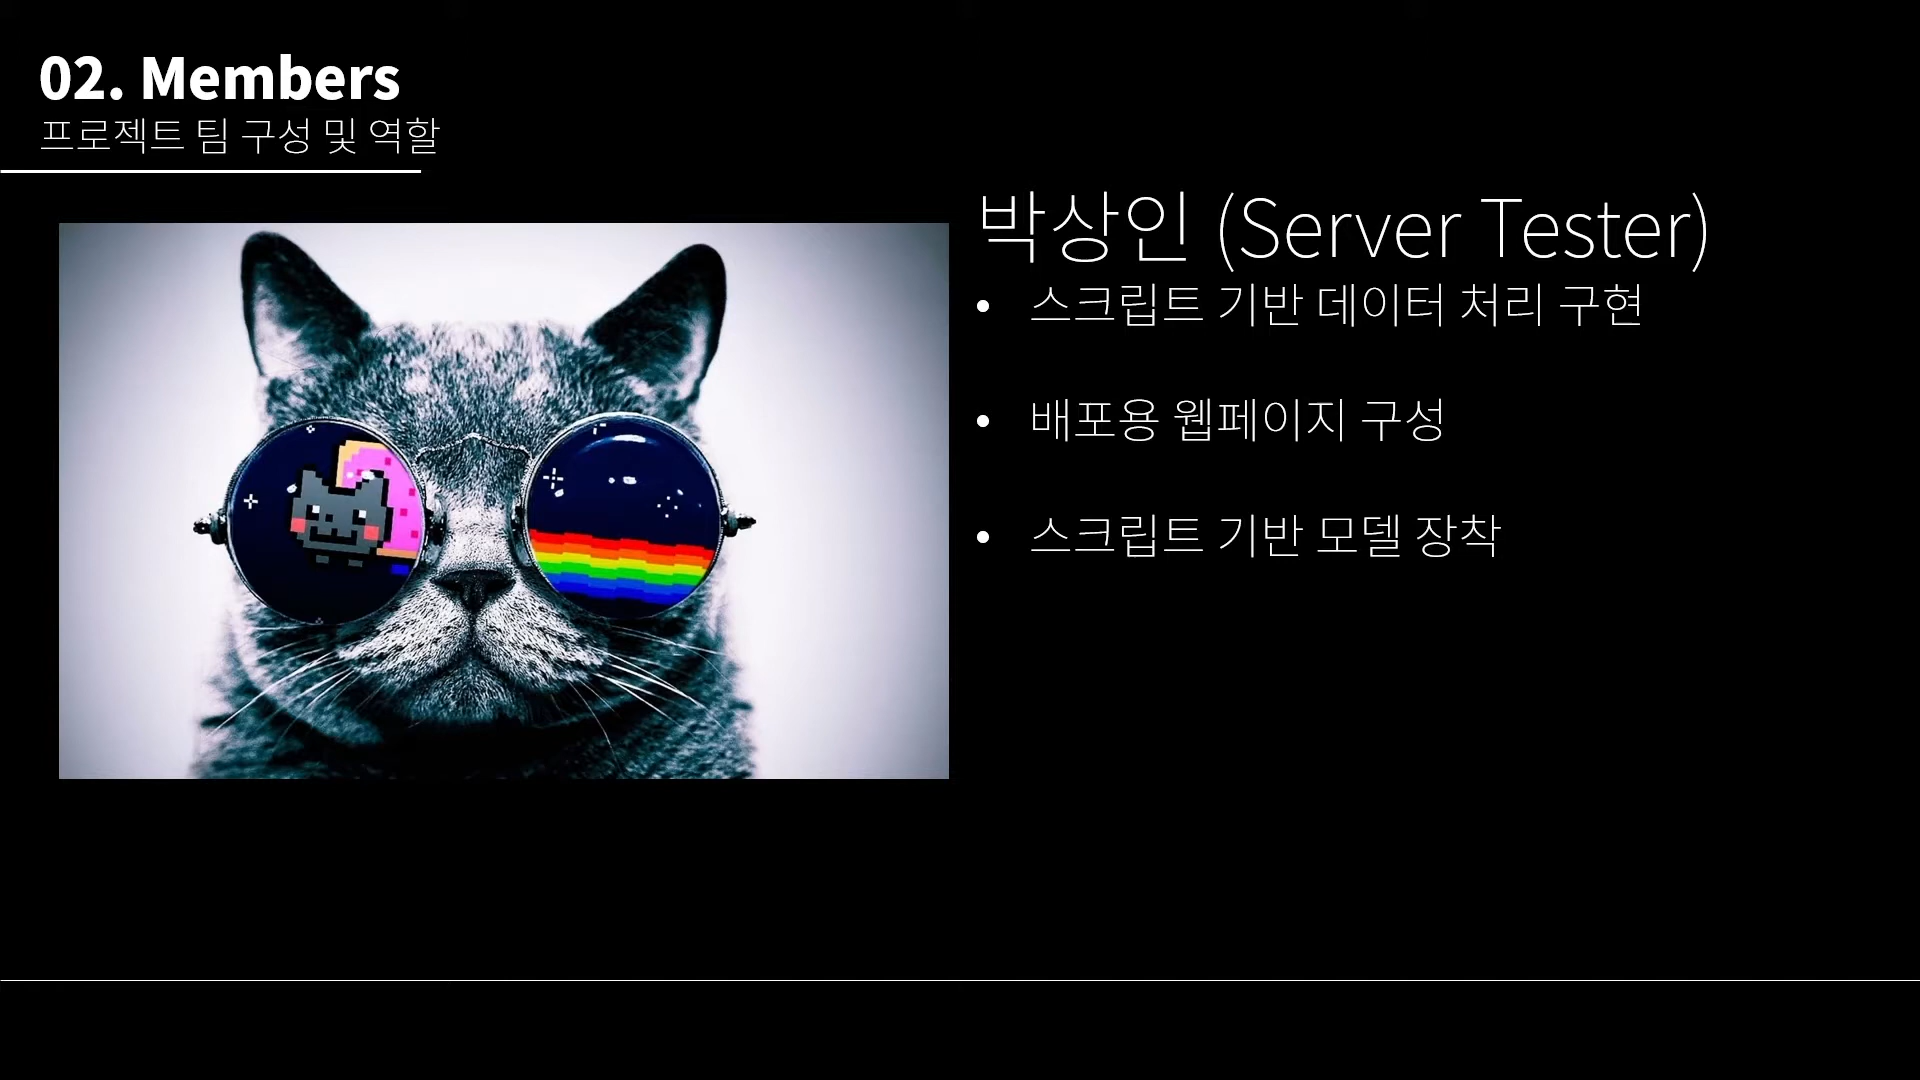 02. Members
프로젝트 팀 구성 및 역할
박상인 (Server Tester)
• 스크립트 기반 데이터 처리 구현
• 배포용 웹페이지 구성
• 스크립트 기반 모델 장착